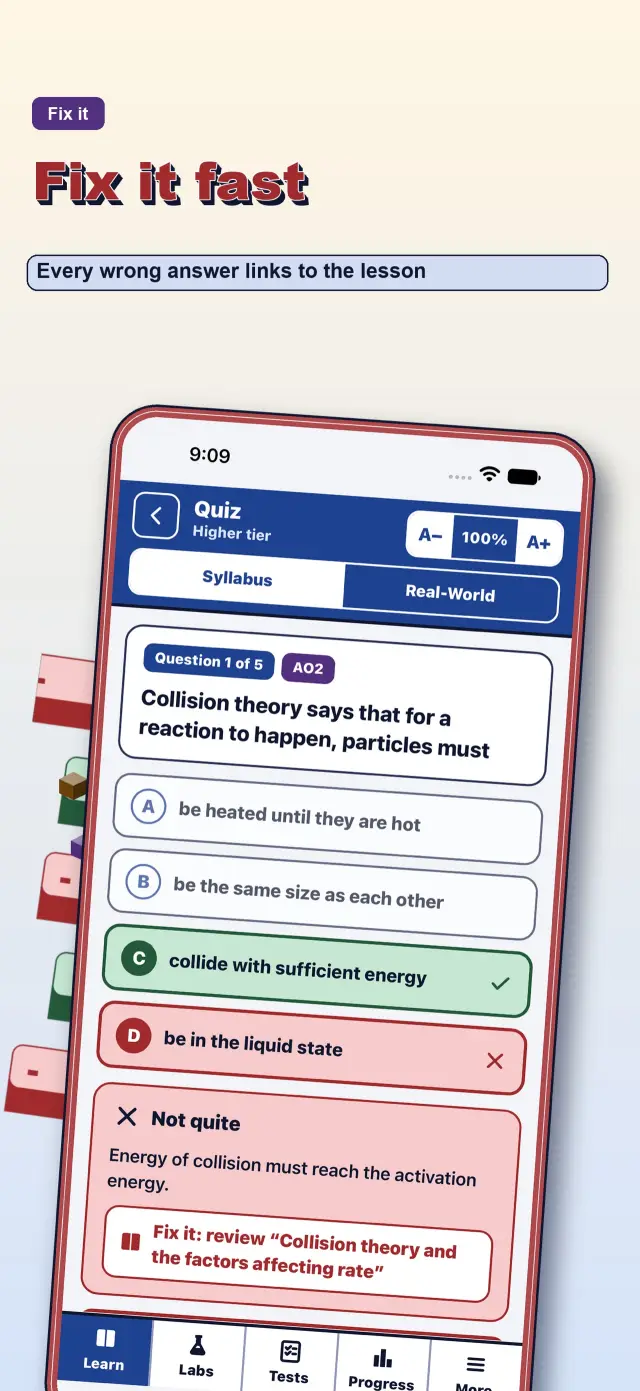 Fix it
Fix it fast
Every wrong answer links to the lesson
9:09
Quiz
Higher tier
A− 100% A+
Syllabus Real-World
Question 1 of 5 AO2
Collision theory says that for a
reaction to happen, particles must
A be heated until they are hot
B be the same size as each other
C collide with sufficient energy
D be in the liquid state
Not quite
Energy of collision must reach the activation
energy.
Fix it: review “Collision theory and
the factors affecting rate”
Learn Labs Tests Progress More